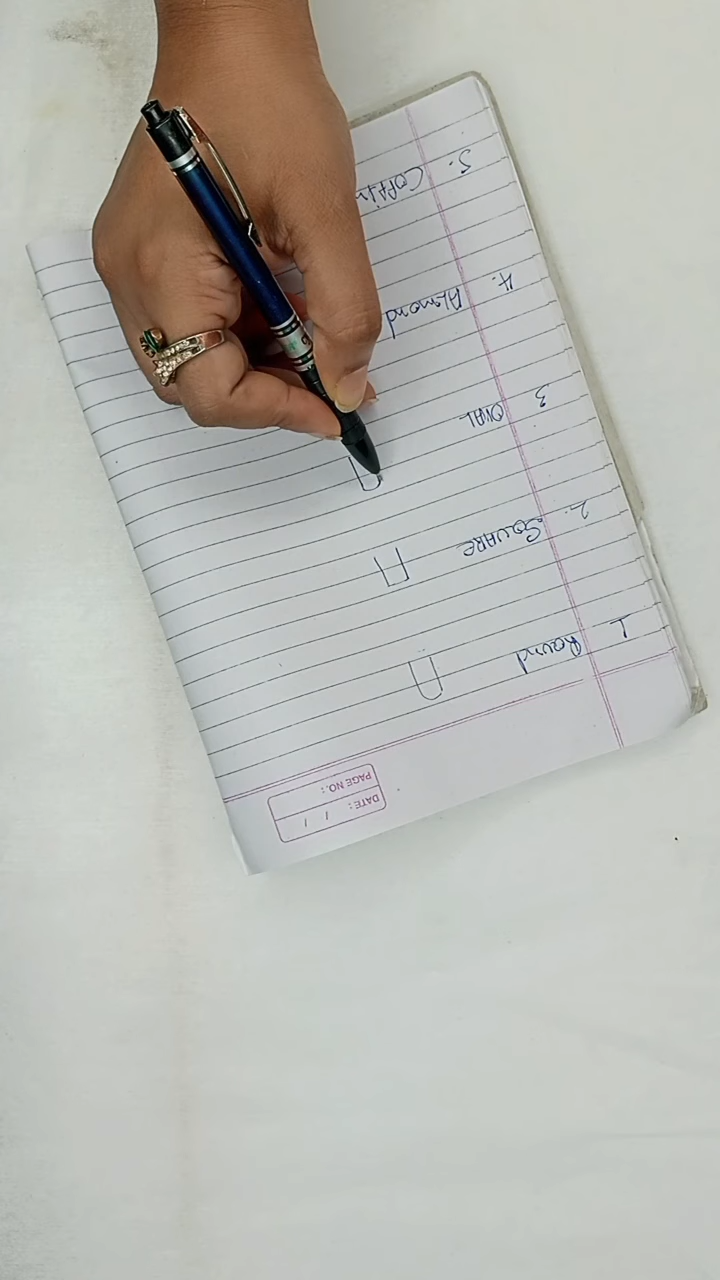 DATE: / /
PAGE NO.:
1. Round
2. SQUARE
3 OVAL
4. Almond
5. Coffin